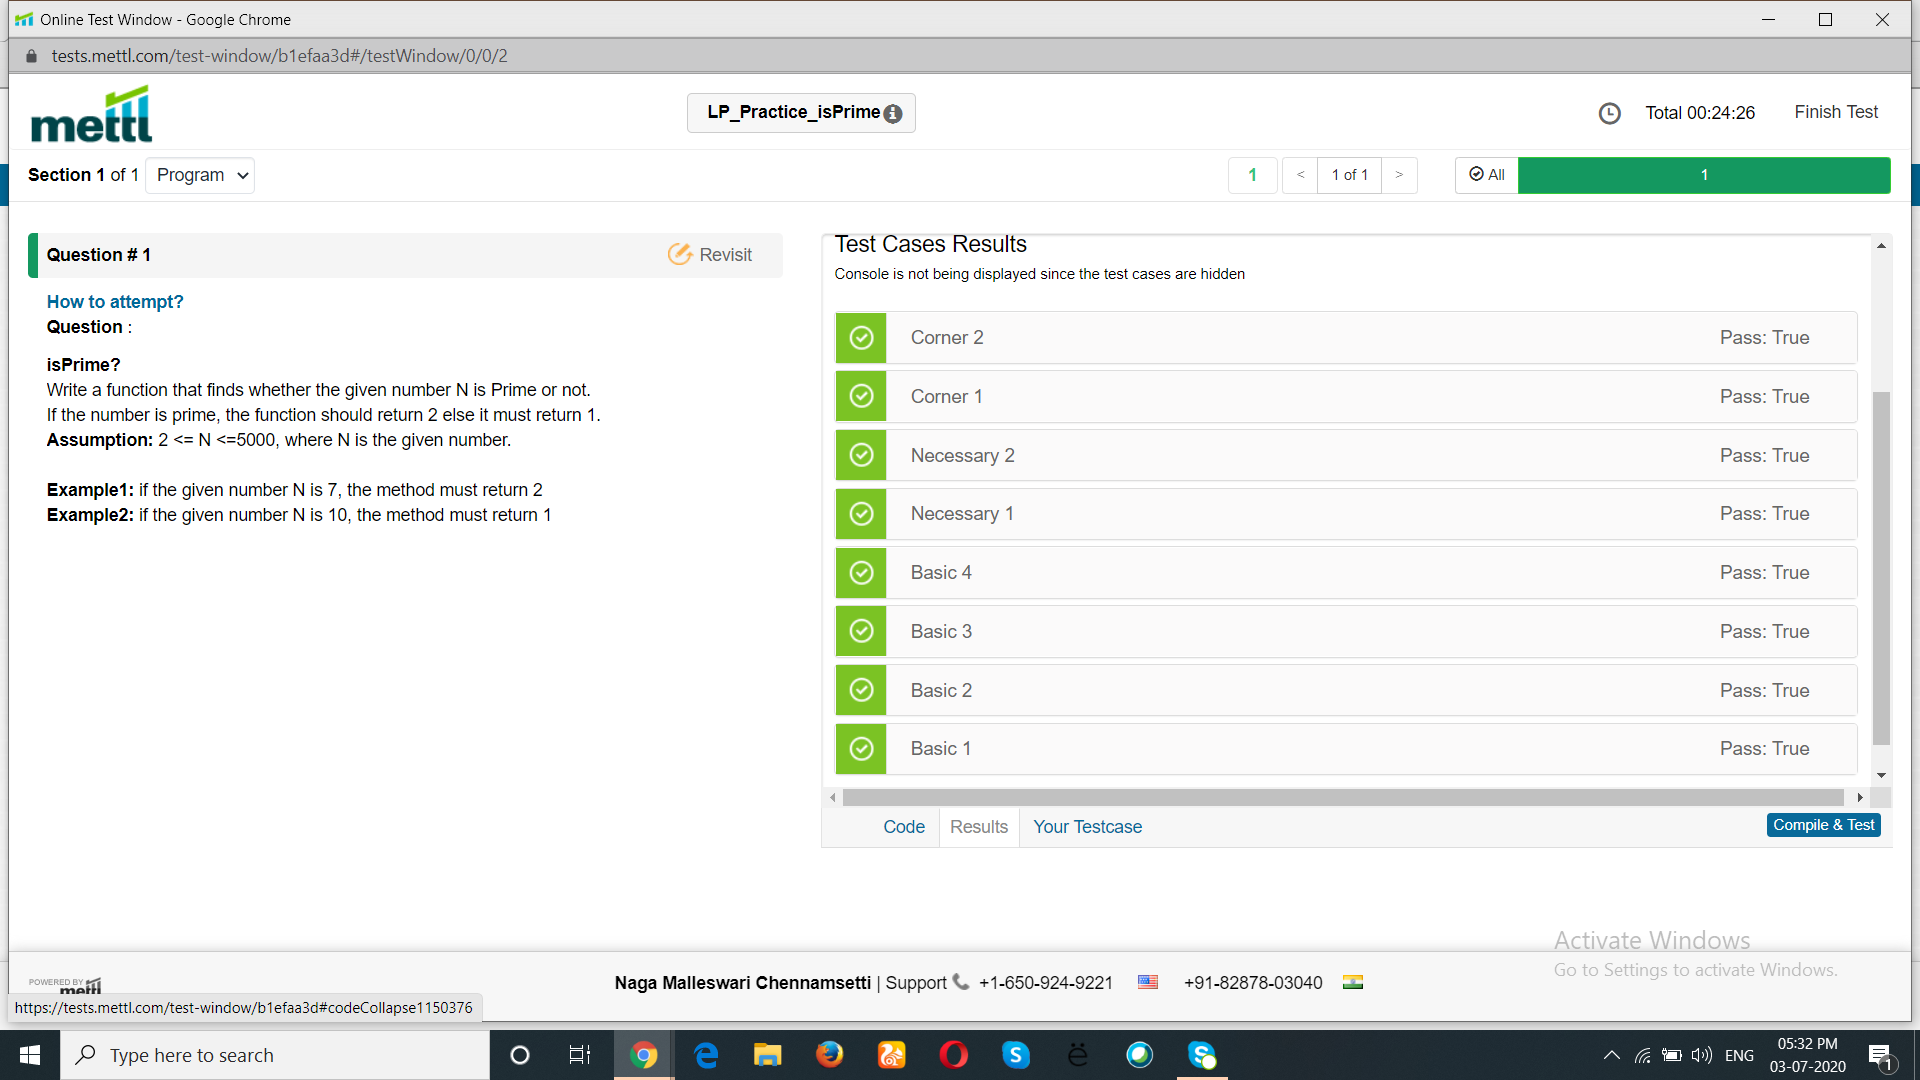 Online Test Window - Google Chrome
tests.mettl.com/test-window/b1efaa3d#/testWindow/0/0/2
mettl
LP_Practice_isPrime
Total 00:24:26
Finish Test
Section 1 of 1
Program
1
<
1 of 1
>
All
1
Question # 1
Revisit
How to attempt?
Question :
isPrime?
Write a function that finds whether the given number N is Prime or not.
If the number is prime, the function should return 2 else it must return 1.
Assumption: 2 <= N <=5000, where N is the given number.
Example1: if the given number N is 7, the method must return 2
Example2: if the given number N is 10, the method must return 1
Test Cases Results
Console is not being displayed since the test cases are hidden
Corner 2 Pass: True
Corner 1 Pass: True
Necessary 2 Pass: True
Necessary 1 Pass: True
Basic 4 Pass: True
Basic 3 Pass: True
Basic 2 Pass: True
Basic 1 Pass: True
Code
Results
Your Testcase
Compile & Test
Activate Windows
Go to Settings to activate Windows.
POWERED BY mettl
Naga Malleswari Chennamsetti | Support +1-650-924-9221 +91-82878-03040
https://tests.mettl.com/test-window/b1efaa3d#codeCollapse1150376
Type here to search
ENG
05:32 PM
03-07-2020
1